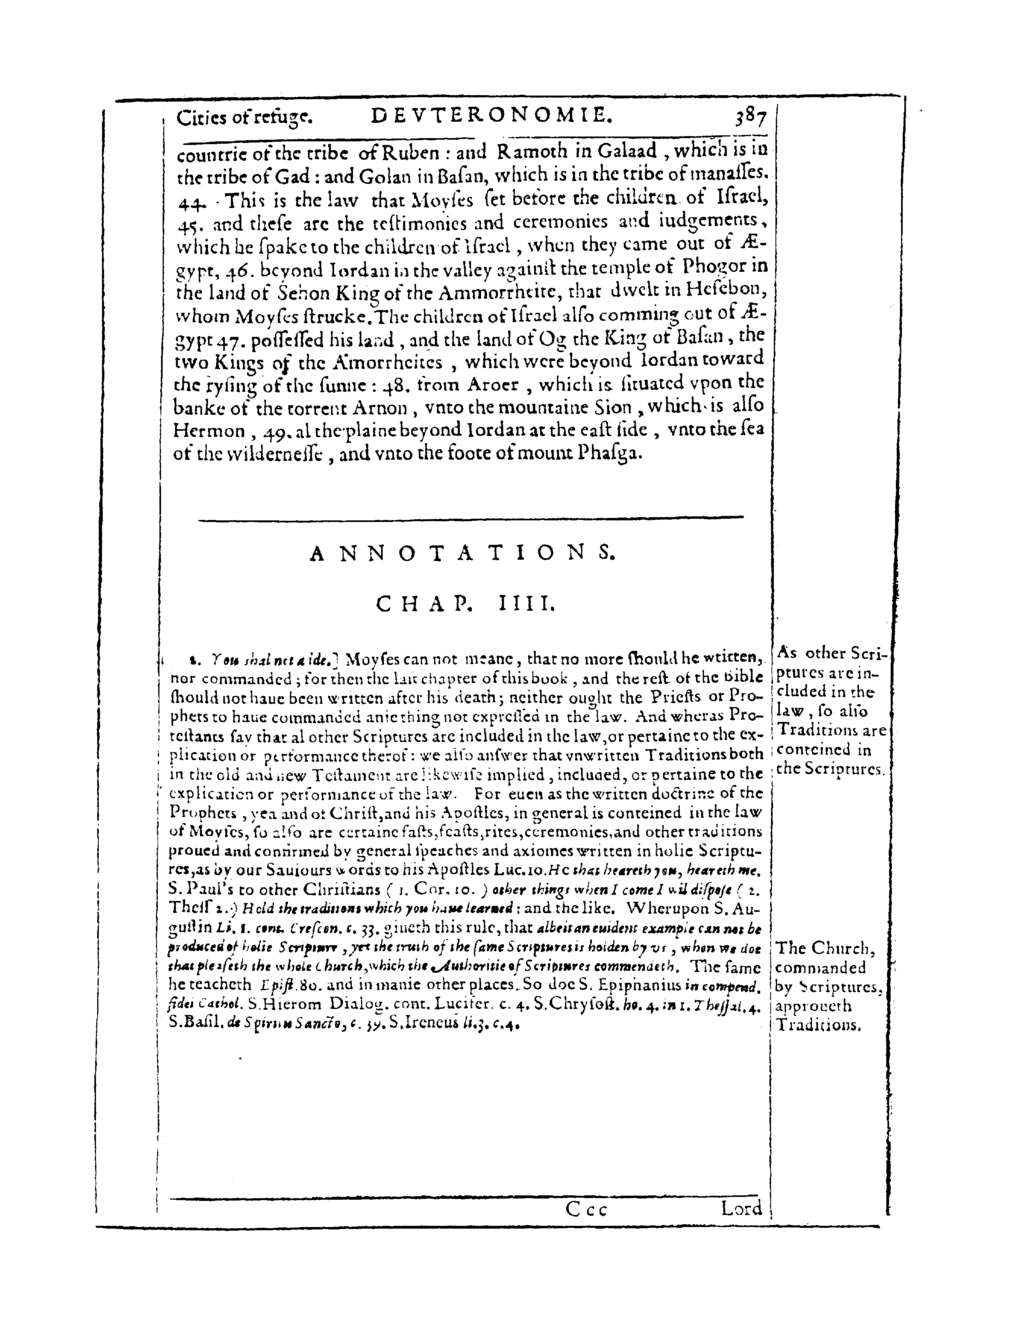 Cities of refuge. DEVTERONOMIE. 387
countrie of the tribe of Ruben : and Ramoth in Galaad , which is in
the tribe of Gad : and Golan in Baſan, which is in the tribe of manaſſes.
44. This is the law that Moyſes ſet before the children of Iſrael,
45. and theſe are the teſtimonies and ceremonies and iudgements,
which he ſpake to the children of Iſrael , when they came out of Æ-
gypt, 46. beyond Iordan in the valley againſt the temple of Phogor in
the land of Sehon King of the Ammorrheite, that dwelt in Heſebon,
whom Moyſes ſtrucke. The children of Iſrael alſo comming out of Æ-
gypt 47. poſſeſſed his land , and the land of Og the King of Baſan , the
two Kings of the Amorrheites , which were beyond Iordan toward
the ryſing of the ſunne : 48. from Aroer , which is ſituated vpon the
banke of the torrent Arnon , vnto the mountaine Sion , which is alſo
Hermon , 49. al the plaine beyond Iordan at the eaſt ſide , vnto the ſea
of the wilderneſſe , and vnto the foote of mount Phaſga.
ANNOTATIONS.
CHAP. IIII.
2. You shal not adde.] Moyſes can not meane, that no more ſhould he written,
nor commanded ; for then the laſt chapter of this book , and the reſt of the bible
ſhould not haue been written after his death ; neither ought the Prieſts or Pro-
phets to haue commanded anie thing not expreſſed in the law. And wheras Pro-
teſtants ſay that al other Scriptures are included in the law, or pertaine to the ex-
plication or performance therof : we alſo anſwer that vnwritten Traditions both
in the old and new Teſtament are likewiſe implied , included, or pertaine to the
explication or performance of the law. For euen as the written doctrine of the
Prophets , yea and of Chriſt, and his Apoſtles, in general is conteined in the law
of Moyſes, ſo alſo are certaine faſts, feaſts, rites, ceremonies, and other traditions
proued and confirmed by general ſpeaches and axiomes written in holie Scriptu-
res, as by our Sauiours words to his Apoſtles Luc. 10. He that heareth you, heareth me.
S. Paul's to other Chriſtians ( 1. Cor. 10. ) other things when I come I wil diſpoſe ( 2.
Theſſ 2. ) Hold the traditions which you haue learned : and the like. Wherupon S. Au-
guſtin Li. 1. cont. Creſcon. c. 33. giueth this rule, that albeit an euident example can not be
produced of holie Scripture , yet the truth of the ſame Scriptures is holden by vs , when we doe
that pleaſeth the whole Church, which the Authoritie of Scriptures commendeth. The ſame
he teacheth Epiſt. 80. and in manie other places. So doe S. Epiphanius in compend.
fidei Cathol. S. Hierom Dialog. cont. Lucifer. c. 4. S. Chryſoſt. ho. 4. in 1. Theſſal. 4.
S. Baſil. de Spiritu Sancto, c. 39. S. Ireneus li. 3. c. 4.
As other Scri-
ptures are in-
cluded in the
law , ſo alſo
Traditions are
conteined in
the Scriptures.
The Church,
commanded
by Scriptures,
approueth
Traditions.
Ccc Lord